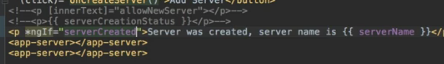 (click)="onCreateServer()">Add Server</button>
<!--<p [innerText]="allowNewServer"></p>-->
<!--<p>{{ serverCreationStatus }}</p>-->
<p *ngIf="serverCreated">Server was created, server name is {{ serverName }}</
<app-server></app-server>
<app-server></app-server>